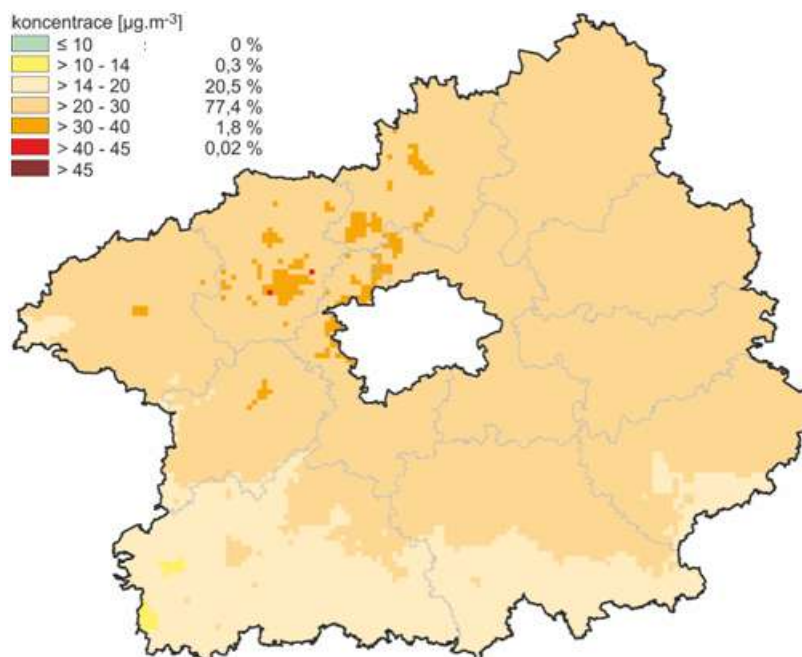 koncentrace [µg.m⁻³]
≤ 10 : 0 %
> 10 - 14 0,3 %
> 14 - 20 20,5 %
> 20 - 30 77,4 %
> 30 - 40 1,8 %
> 40 - 45 0,02 %
> 45